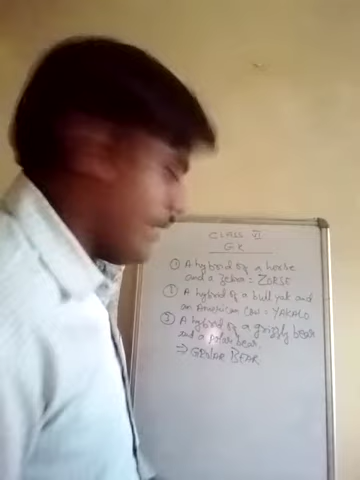 CLASS VI
G K
① A hybrid of a horse
and a zebra = ZORSE
② A hybrid of a bull yak and
an American Cow = YAKALO
③ A hybrid of a grizzly bear
and a polar bear
⇒ GROLAR BEAR